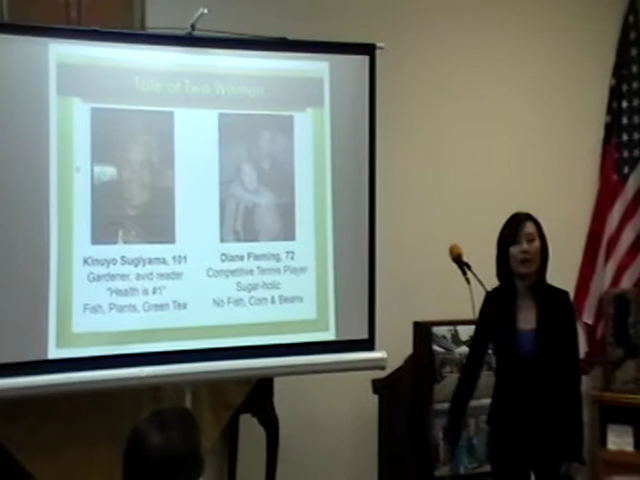 Tale of Two Women
Kinuyo Sugiyama, 101
Gardener, avid reader
"Health is #1"
Fish, Plants, Green Tea
Diane Fleming, 72
Competitive Tennis Player
Sugar-holic
No Fish, Corn & Beans